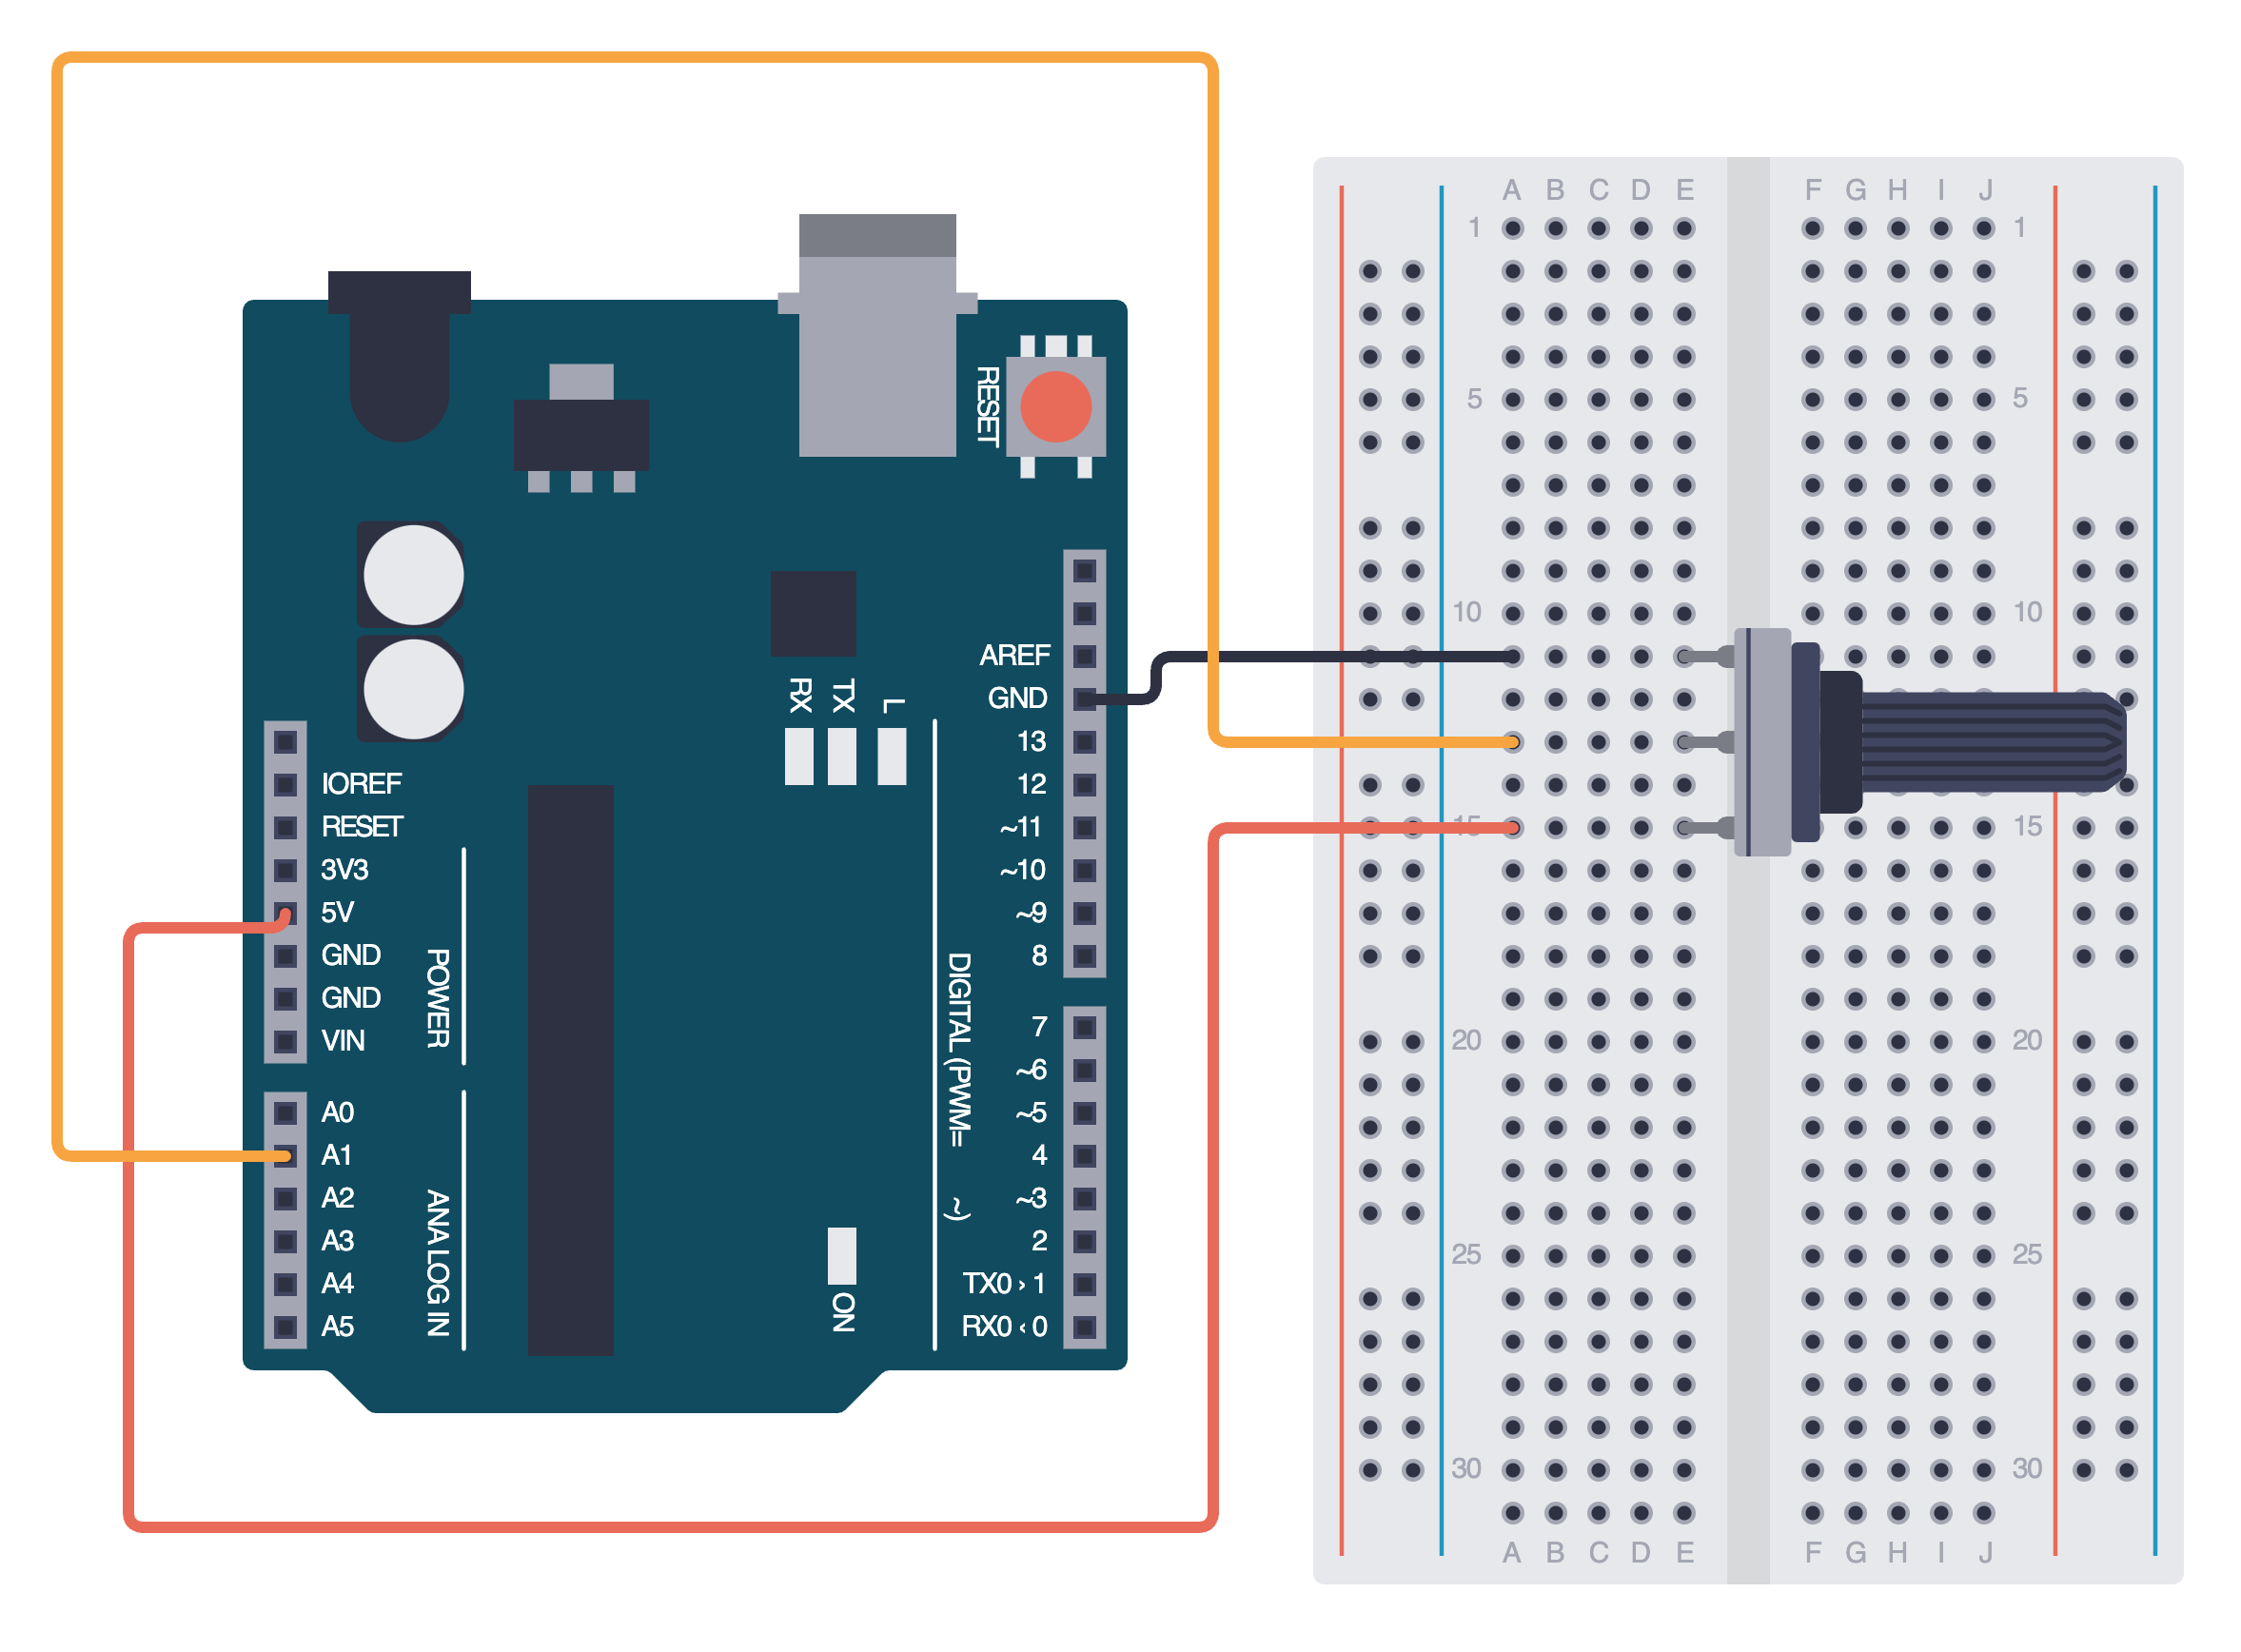 RESET
RX
TX
L
IOREF
RESET
3V3
5V
GND
GND
VIN
POWER
A0
A1
A2
A3
A4
A5
ANALOG IN
AREF
GND
13
12
~11
~10
~9
8
7
~6
~5
4
~3
2
TX0 › 1
RX0 ‹ 0
DIGITAL (PWM= ~)
ON
A B C D E F G H I J
1 1
5 5
10 10
15 15
20 20
25 25
30 30
A B C D E F G H I J